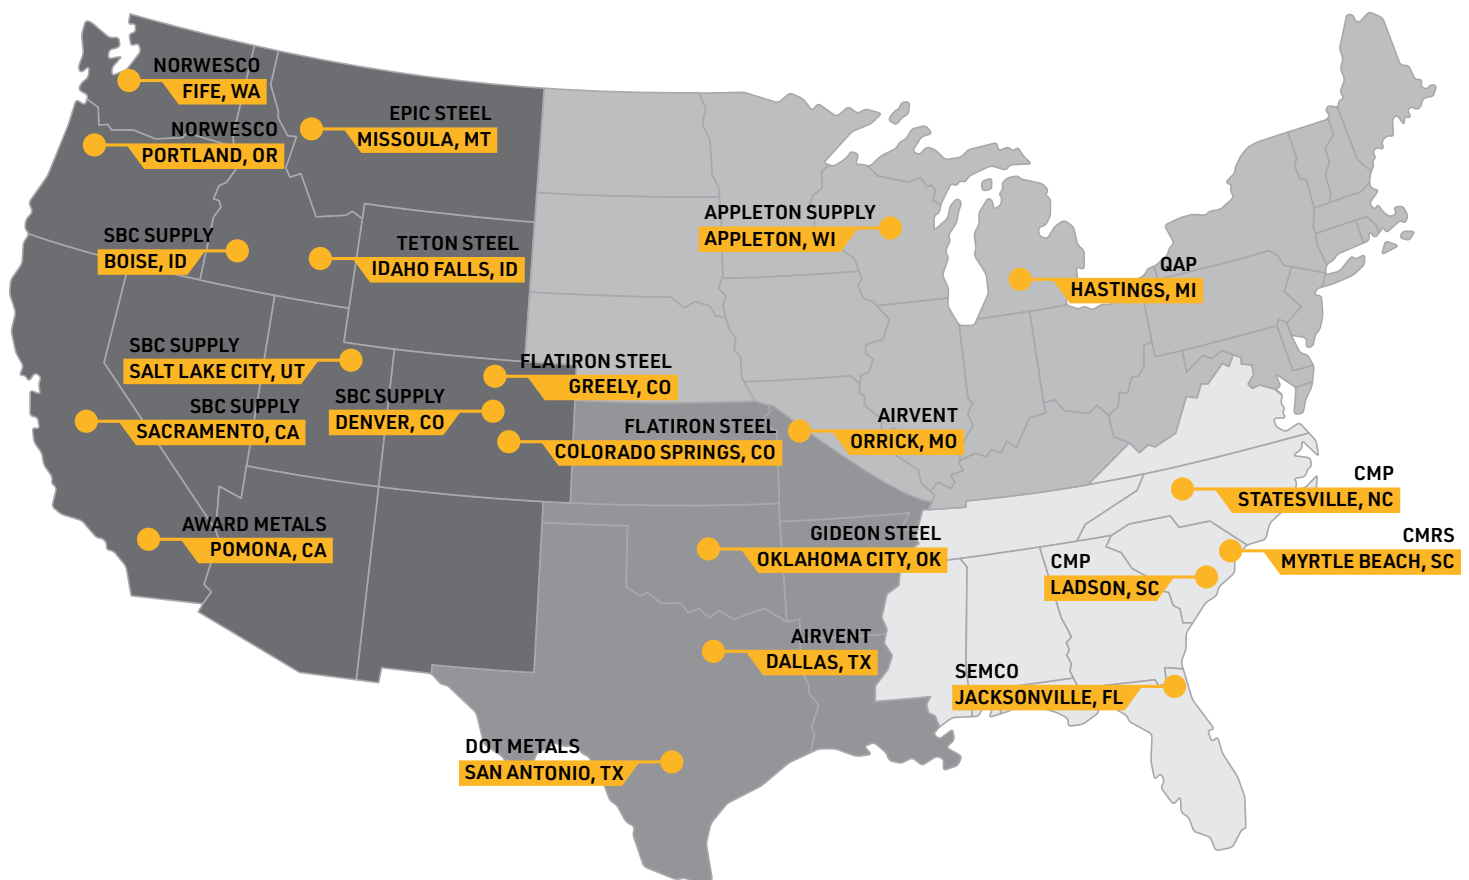 NORWESCO
FIFE, WA
NORWESCO
PORTLAND, OR
EPIC STEEL
MISSOULA, MT
SBC SUPPLY
BOISE, ID
TETON STEEL
IDAHO FALLS, ID
APPLETON SUPPLY
APPLETON, WI
QAP
HASTINGS, MI
SBC SUPPLY
SALT LAKE CITY, UT
FLATIRON STEEL
GREELY, CO
SBC SUPPLY
DENVER, CO
SBC SUPPLY
SACRAMENTO, CA
FLATIRON STEEL
COLORADO SPRINGS, CO
AIRVENT
ORRICK, MO
CMP
STATESVILLE, NC
AWARD METALS
POMONA, CA
GIDEON STEEL
OKLAHOMA CITY, OK
CMRS
MYRTLE BEACH, SC
CMP
LADSON, SC
AIRVENT
DALLAS, TX
SEMCO
JACKSONVILLE, FL
DOT METALS
SAN ANTONIO, TX